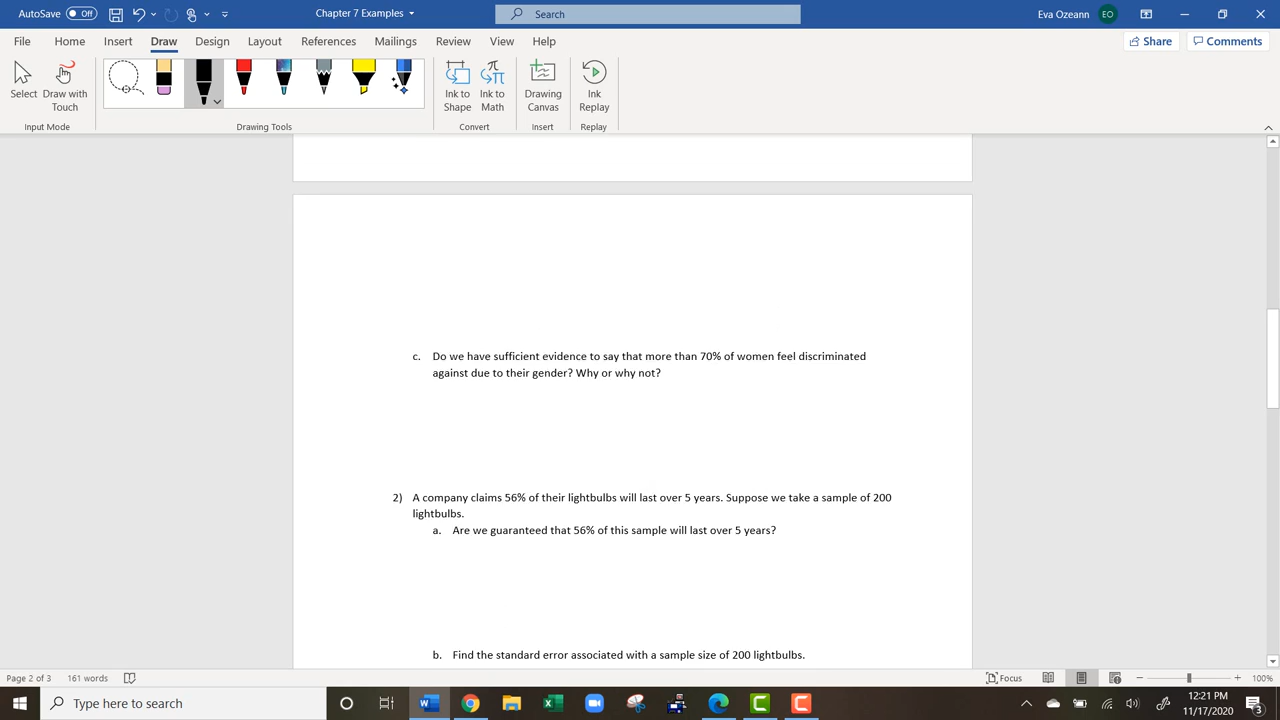 AutoSave Off Chapter 7 Examples Search Eva Ozeann EO
File Home Insert Draw Design Layout References Mailings Review View Help Share Comments
Select Draw with Touch Ink to Shape Ink to Math Drawing Canvas Ink Replay
Input Mode Drawing Tools Convert Insert Replay
c. Do we have sufficient evidence to say that more than 70% of women feel discriminated
against due to their gender? Why or why not?
2) A company claims 56% of their lightbulbs will last over 5 years. Suppose we take a sample of 200
lightbulbs.
a. Are we guaranteed that 56% of this sample will last over 5 years?
b. Find the standard error associated with a sample size of 200 lightbulbs.
Page 2 of 3 161 words Focus 100%
Type here to search 12:21 PM
11/17/2020 3